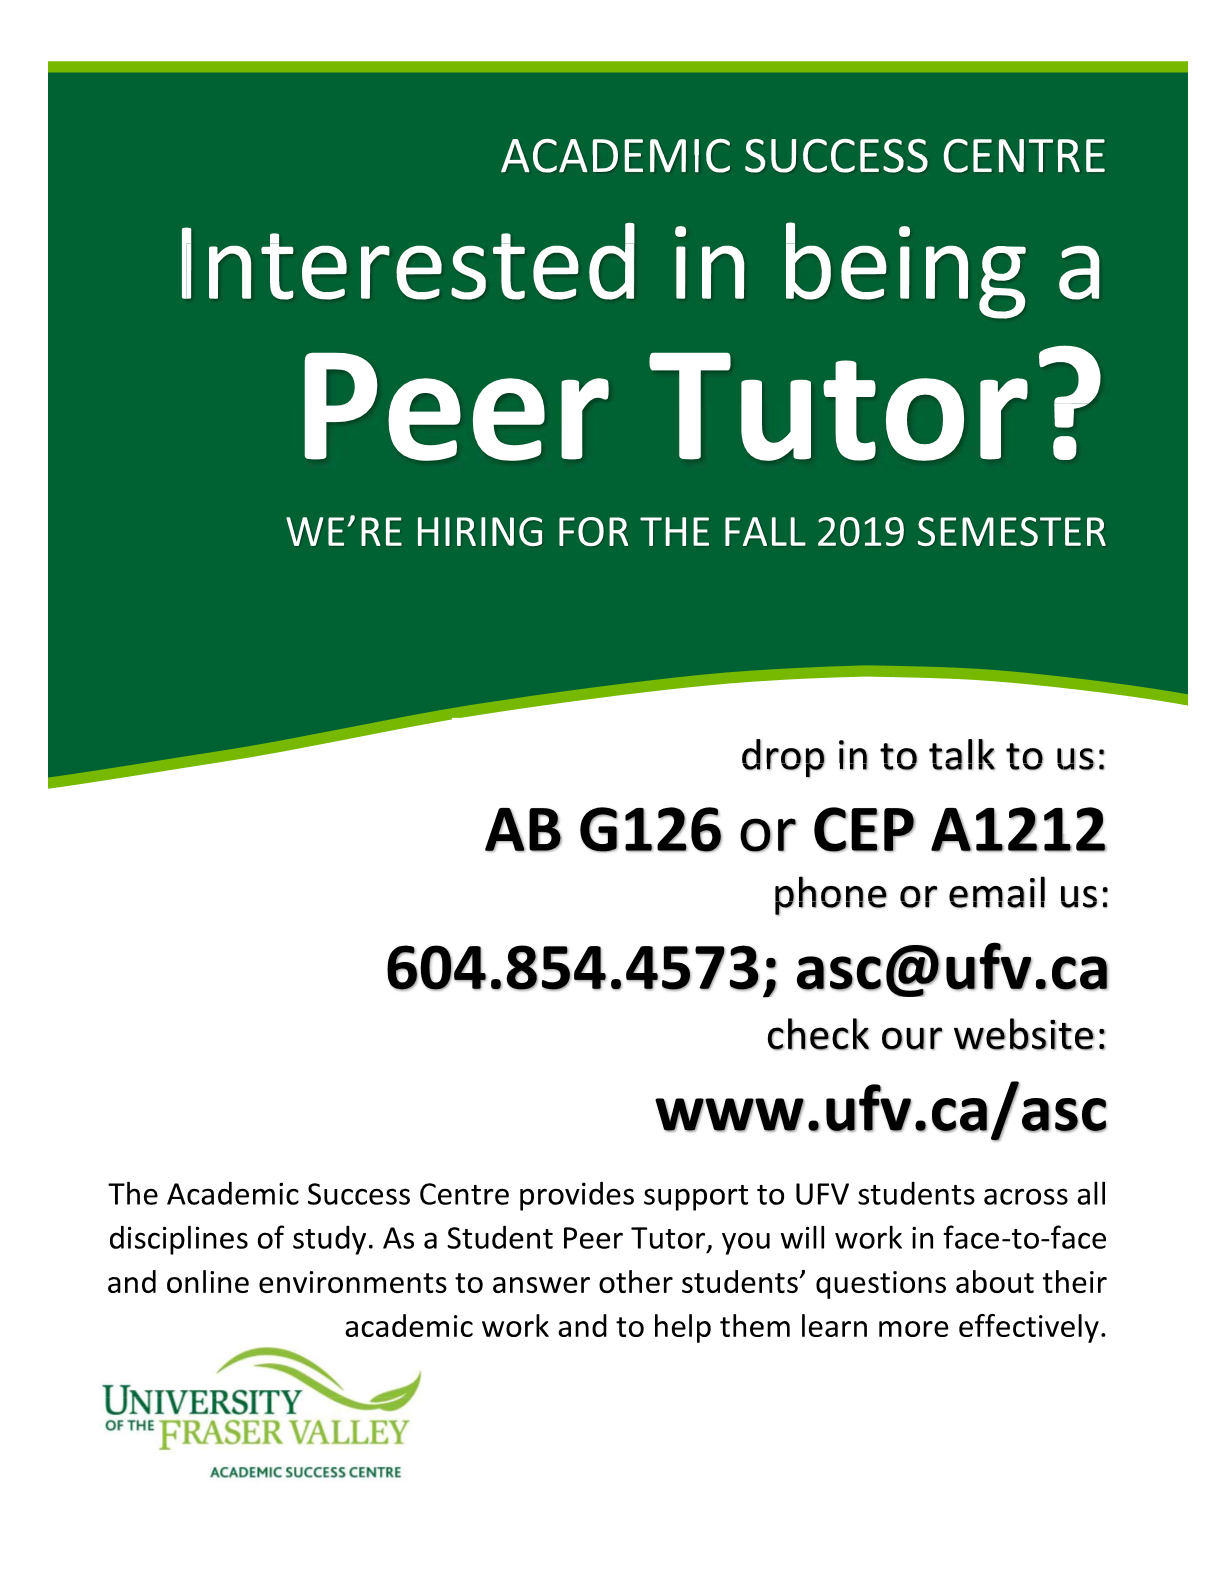 ACADEMIC SUCCESS CENTRE
Interested in being a
Peer Tutor?
WE’RE HIRING FOR THE FALL 2019 SEMESTER
drop in to talk to us:
AB G126 or CEP A1212
phone or email us:
604.854.4573; asc@ufv.ca
check our website:
www.ufv.ca/asc
The Academic Success Centre provides support to UFV students across all
disciplines of study. As a Student Peer Tutor, you will work in face-to-face
and online environments to answer other students’ questions about their
academic work and to help them learn more effectively.
UNIVERSITY
OF THE FRASER VALLEY
ACADEMIC SUCCESS CENTRE